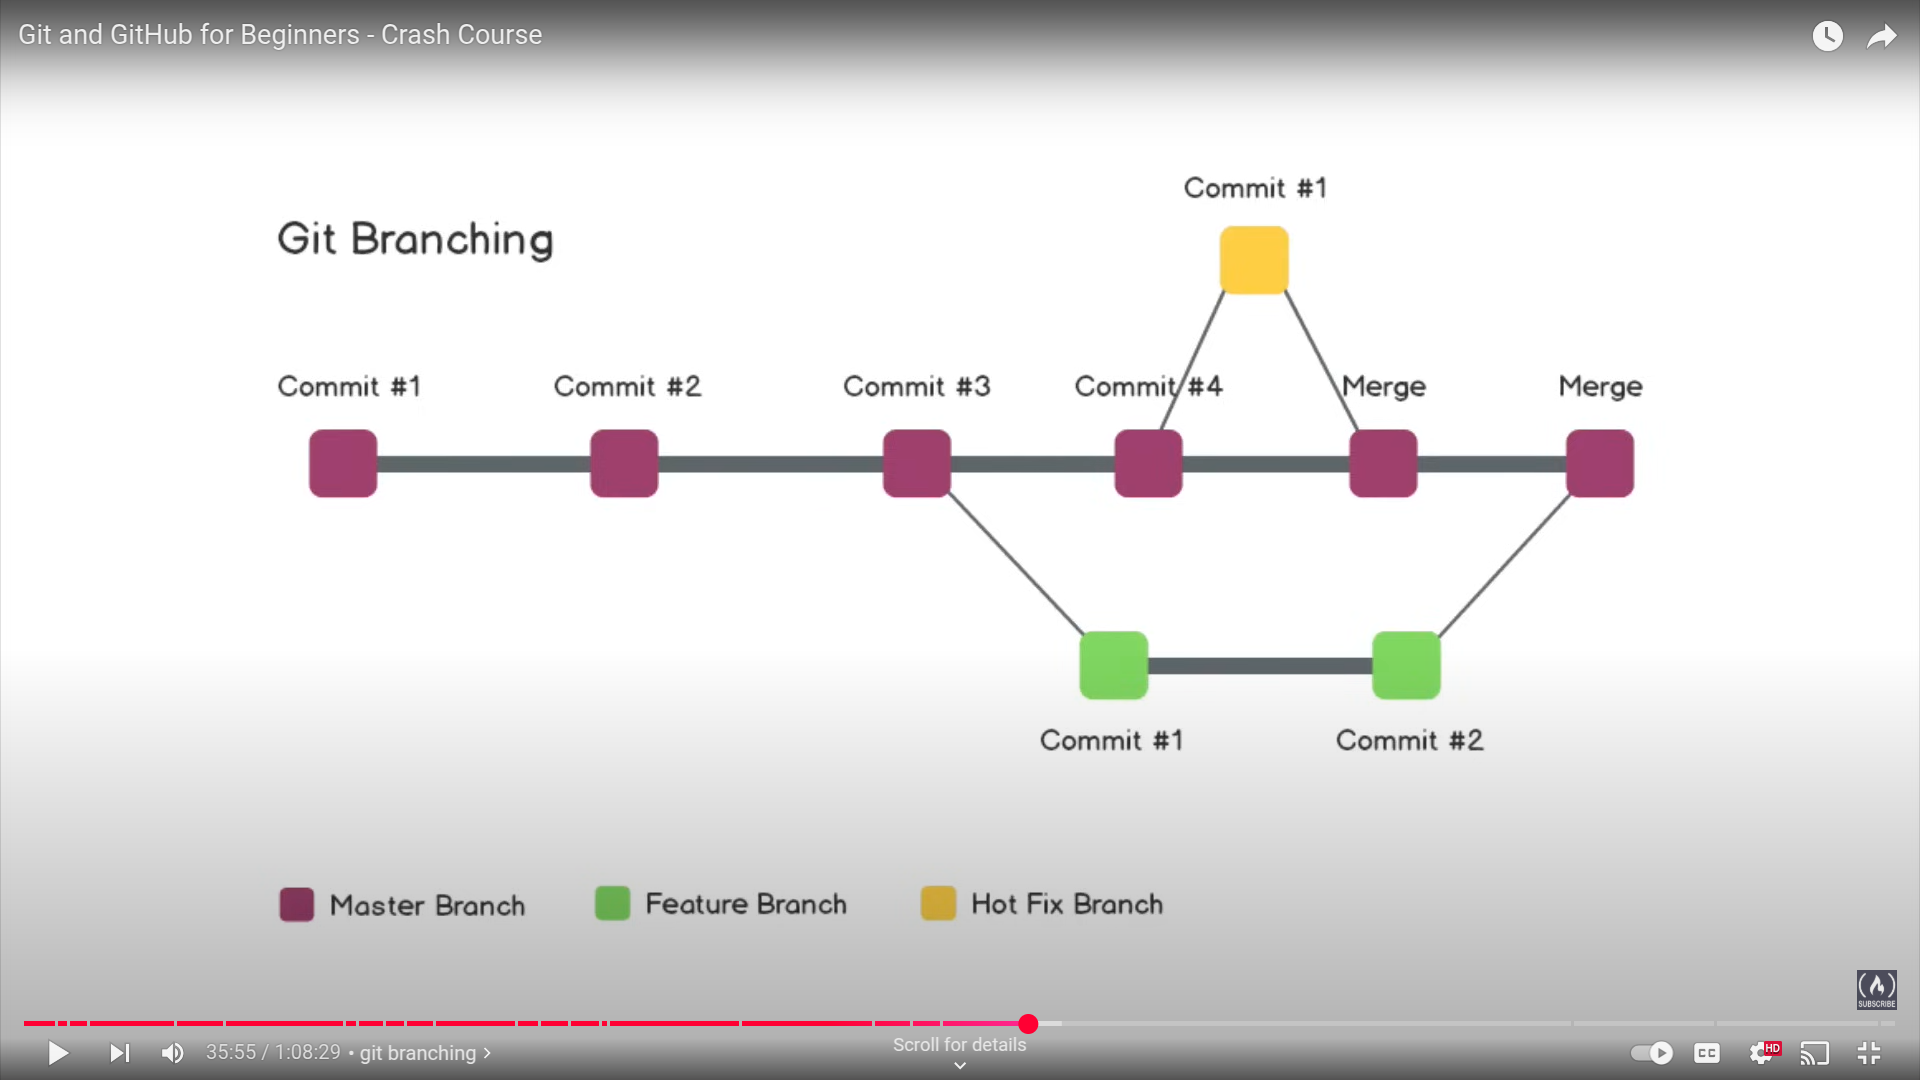 Git and GitHub for Beginners - Crash Course
Commit #1
Git Branching
Commit #1
Commit #2
Commit #3
Commit #4
Merge
Merge
Commit #1
Commit #2
Master Branch
Feature Branch
Hot Fix Branch
SUBSCRIBE
35:55 / 1:08:29 • git branching
Scroll for details
CC
HD